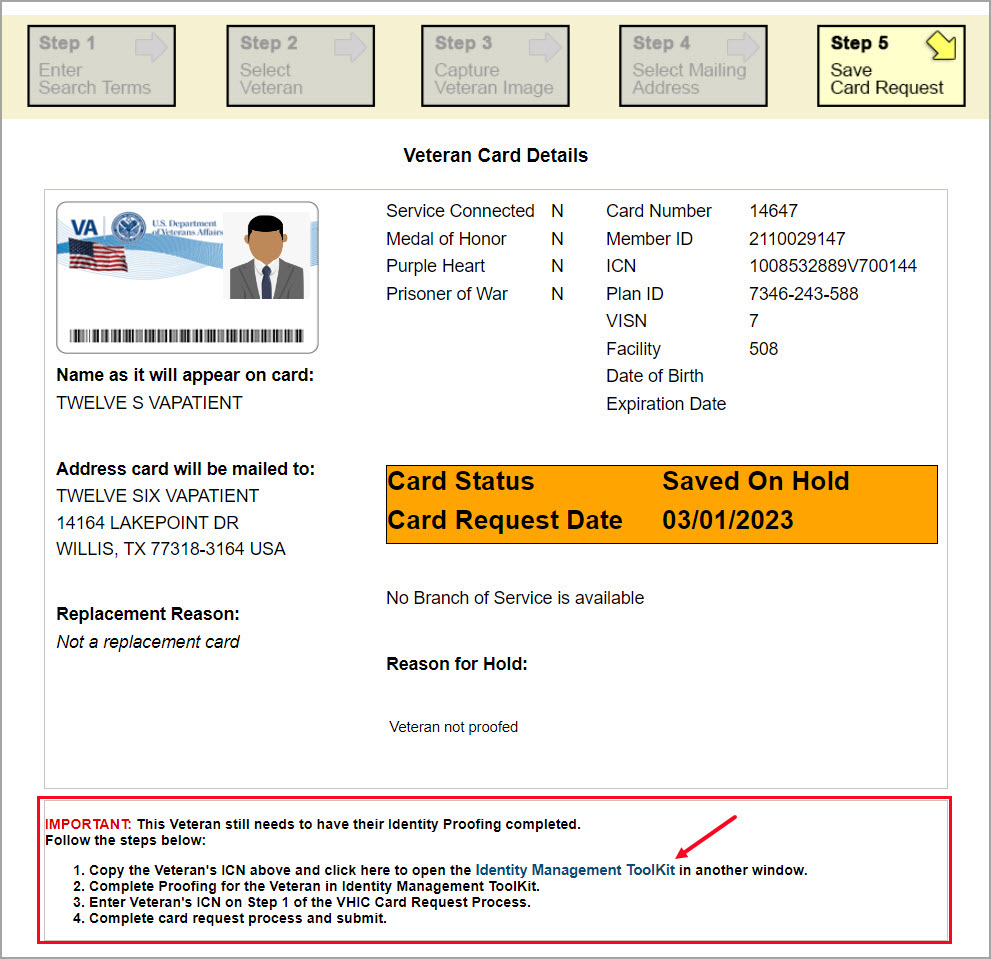 Step 1
Enter
Search Terms
Step 2
Select
Veteran
Step 3
Capture
Veteran Image
Step 4
Select Mailing
Address
Step 5
Save
Card Request
Veteran Card Details
VA
U.S. Department
of Veterans Affairs
Name as it will appear on card:
TWELVE S VAPATIENT
Address card will be mailed to:
TWELVE SIX VAPATIENT
14164 LAKEPOINT DR
WILLIS, TX 77318-3164 USA
Replacement Reason:
Not a replacement card
Service Connected N
Medal of Honor N
Purple Heart N
Prisoner of War N
Card Number 14647
Member ID 2110029147
ICN 1008532889V700144
Plan ID 7346-243-588
VISN 7
Facility 508
Date of Birth
Expiration Date
Card Status Saved On Hold
Card Request Date 03/01/2023
No Branch of Service is available
Reason for Hold:
Veteran not proofed
IMPORTANT: This Veteran still needs to have their Identity Proofing completed.
Follow the steps below:
1. Copy the Veteran's ICN above and click here to open the Identity Management ToolKit in another window.
2. Complete Proofing for the Veteran in Identity Management ToolKit.
3. Enter Veteran's ICN on Step 1 of the VHIC Card Request Process.
4. Complete card request process and submit.